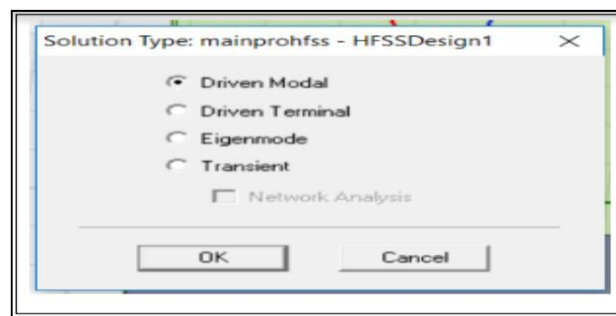 Solution Type: mainprohfss - HFSSDesign1
Driven Modal
Driven Terminal
Eigenmode
Transient
Network Analysis
OK
Cancel